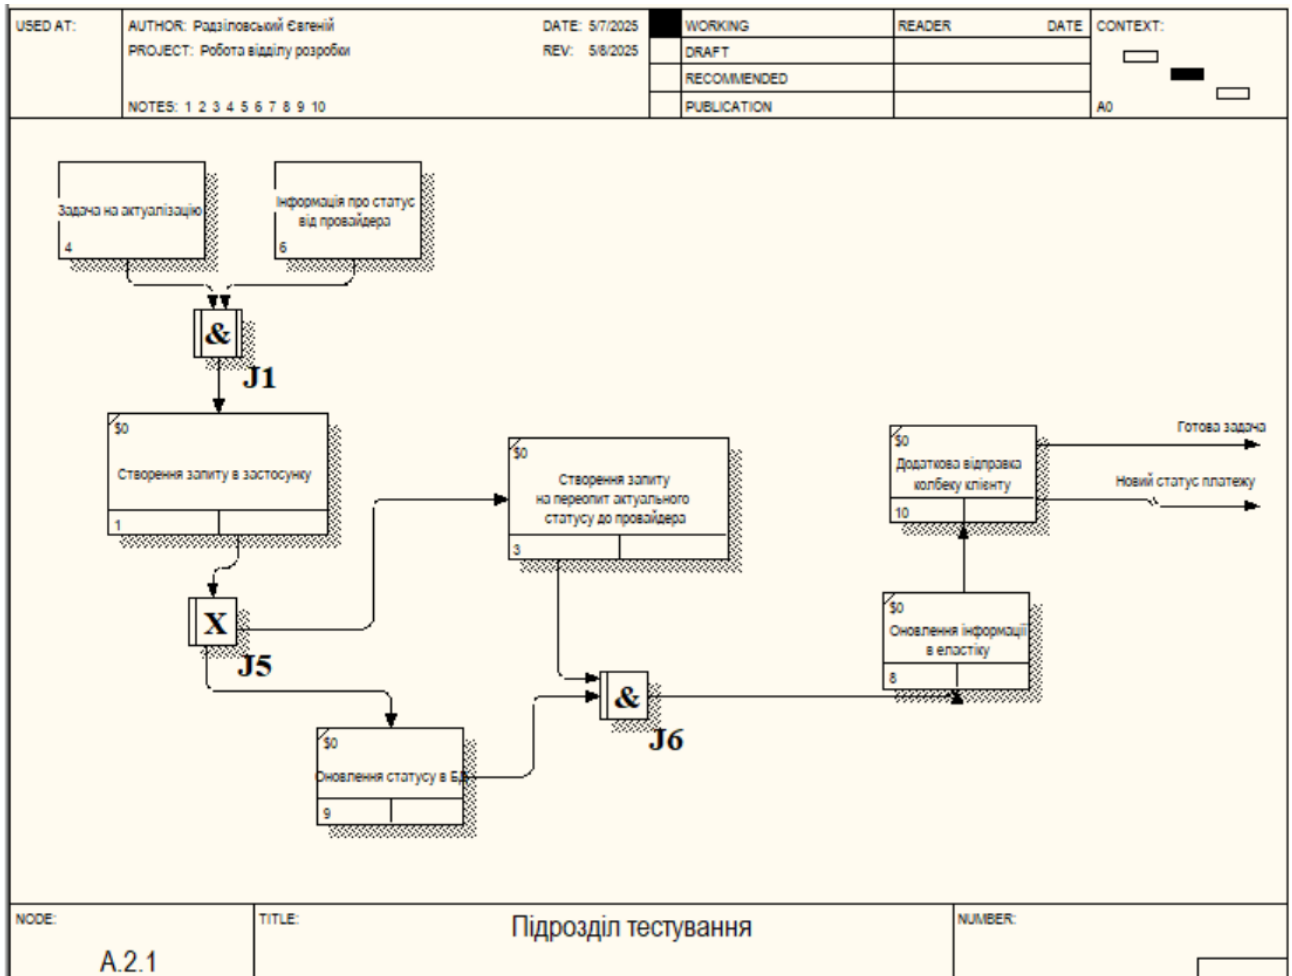 USED AT:
AUTHOR: Радзіловський Євгеній
DATE: 5/7/2025
WORKING
READER
DATE
CONTEXT:
PROJECT: Робота відділу розробки
REV: 5/8/2025
DRAFT
RECOMMENDED
NOTES: 1 2 3 4 5 6 7 8 9 10
PUBLICATION
A0
Задача на актуалізацію
4
Інформація про статус
від провайдера
6
&
J1
$0
Створення запиту в застосунку
1
$0
Створення запиту
на переопит актуального
статусу до провайдера
3
$0
Додаткова відправка
колбеку клієнту
10
Готова задача
Новий статус платежу
X
J5
$0
Оновлення інформації
в еластіку
8
&
J6
$0
Оновлення статусу в БД
9
NODE:
A.2.1
TITLE:
Підрозділ тестування
NUMBER: